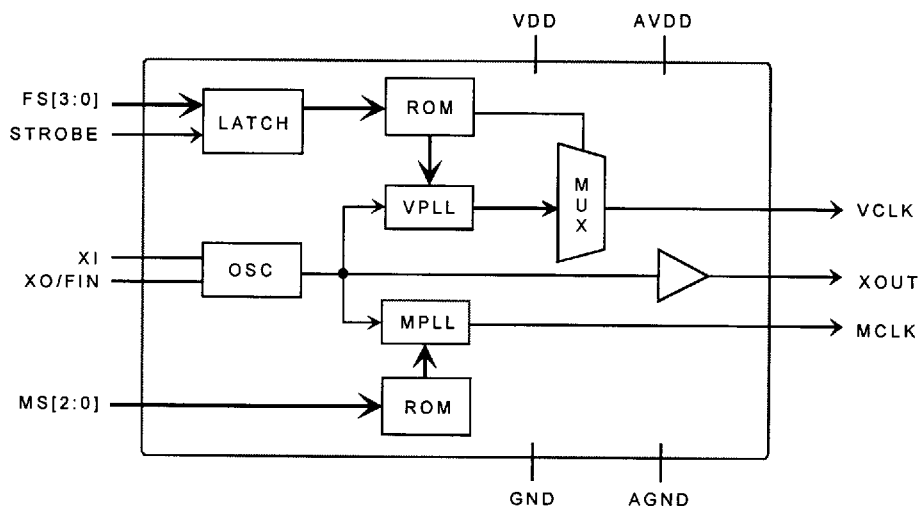 VDD
AVDD
FS[3:0]
STROBE
LATCH
ROM
VPLL
MUX
VCLK
XI
XO/FIN
OSC
XOUT
MPLL
MCLK
MS[2:0]
ROM
GND
AGND